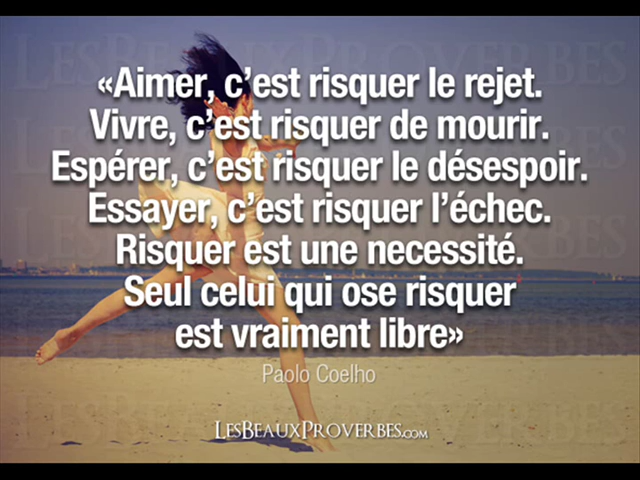 «Aimer, c’est risquer le rejet.
Vivre, c’est risquer de mourir.
Espérer, c’est risquer le désespoir.
Essayer, c’est risquer l’échec.
Risquer est une necessité.
Seul celui qui ose risquer
est vraiment libre»
Paolo Coelho
LESBEAUXPROVERBES.COM